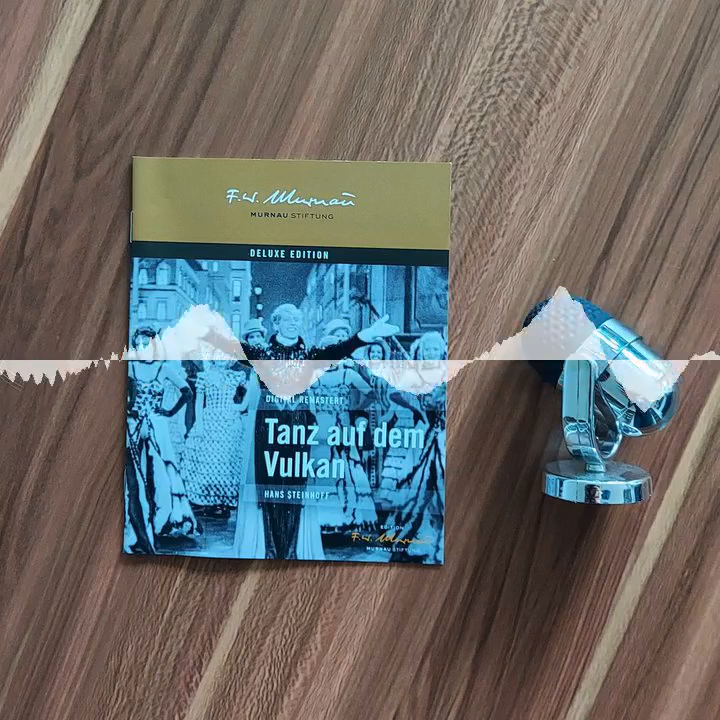 F.W. Murnau
MURNAU STIFTUNG
DELUXE EDITION
DIGITAL REMASTERT
Tanz auf dem
Vulkan
HANS STEINHOFF
EDITION
F.W. Murnau
MURNAU STIFTUNG